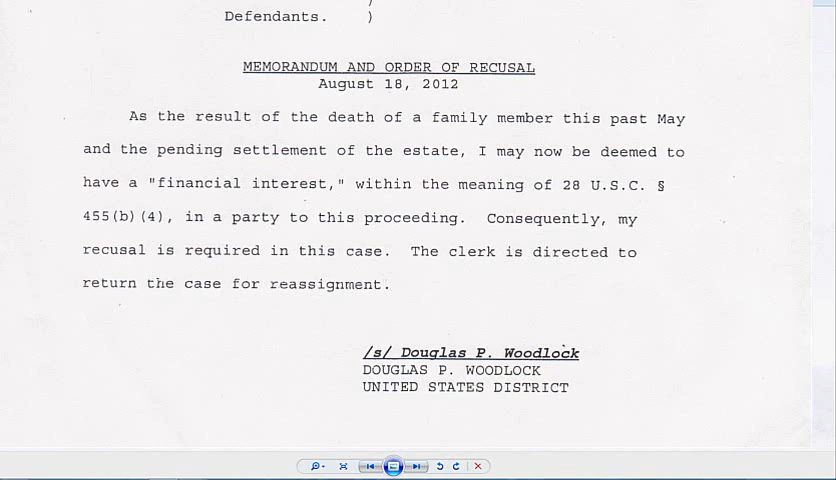 )
Defendants. )
MEMORANDUM AND ORDER OF RECUSAL
August 18, 2012
As the result of the death of a family member this past May
and the pending settlement of the estate, I may now be deemed to
have a "financial interest," within the meaning of 28 U.S.C. §
455(b)(4), in a party to this proceeding. Consequently, my
recusal is required in this case. The clerk is directed to
return the case for reassignment.
/s/ Douglas P. Woodlock
DOUGLAS P. WOODLOCK
UNITED STATES DISTRICT